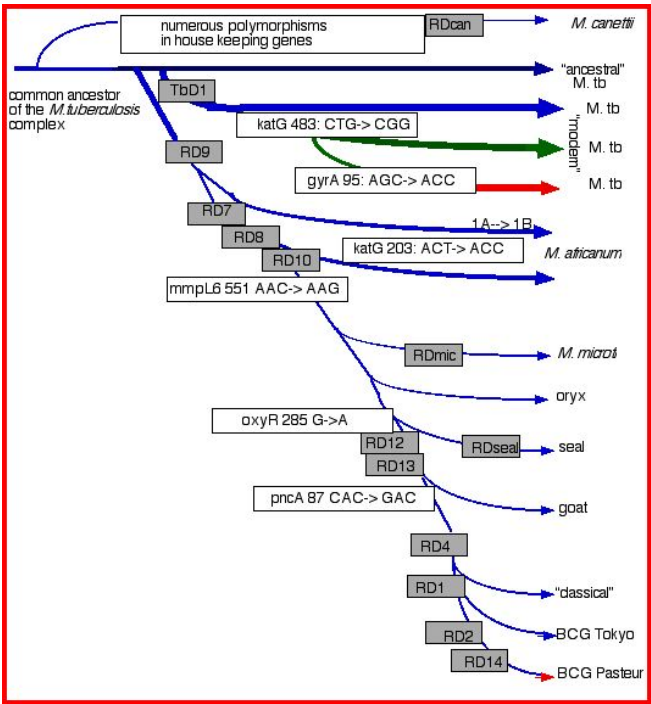 numerous polymorphisms
in house keeping genes
RDcan
M. canettii
common ancestor
of the M.tuberculosis
complex
"ancestral"
M. tb
TbD1
M. tb
katG 483: CTG-> CGG
"modern"
M. tb
RD9
gyrA 95: AGC-> ACC
M. tb
RD7
1A--> 1B
RD8
katG 203: ACT-> ACC
M. africanum
RD10
mmpL6 551 AAC-> AAG
RDmic
M. microti
oryx
oxyR 285 G->A
RD12
RDseal
seal
RD13
pncA 87 CAC-> GAC
goat
RD4
RD1
"classical"
RD2
BCG Tokyo
RD14
BCG Pasteur